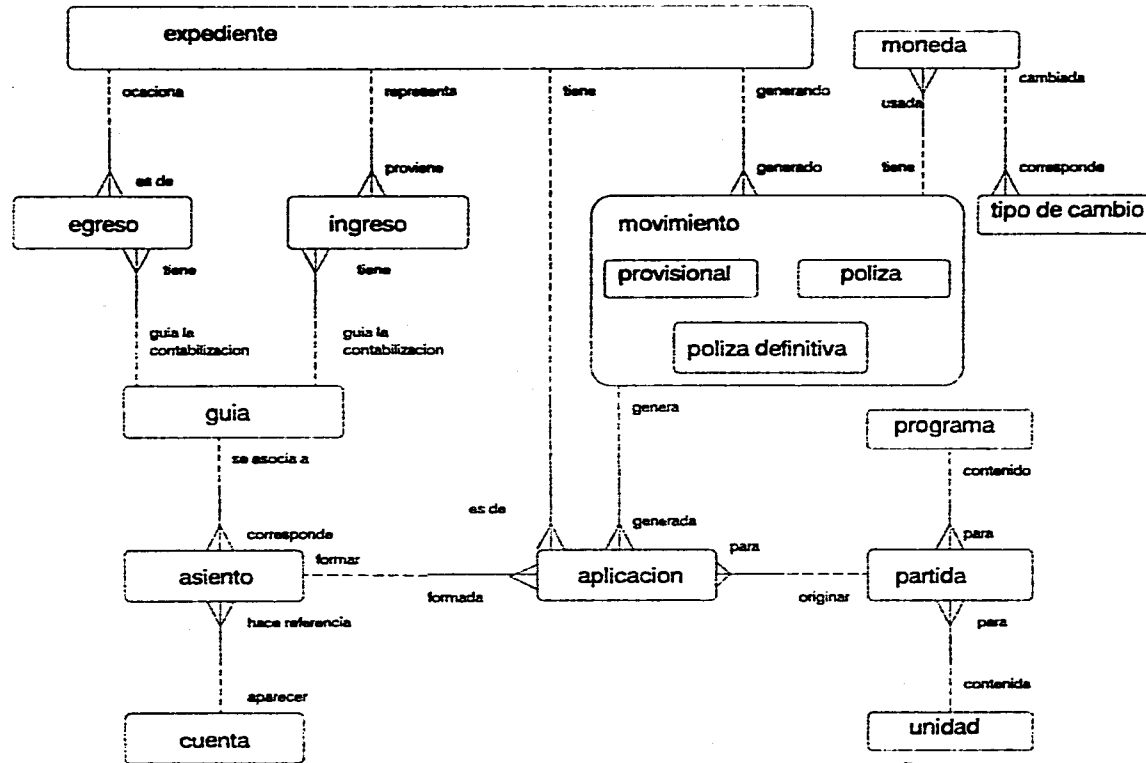 expediente
moneda
ocaciona
representa
tiene
generando
cambiada
usada
es de
proviene
generado
tiene
corresponde
egreso
ingreso
movimiento
tipo de cambio
provisional
poliza
tiene
tiene
poliza definitiva
guia la
contabilizacion
guia la
contabilizacion
guia
genera
programa
se asocia a
contenido
es de
generada
corresponde
para
para
formar
asiento
aplicacion
partida
formada
originar
hace referencia
para
aparecer
contenida
cuenta
unidad